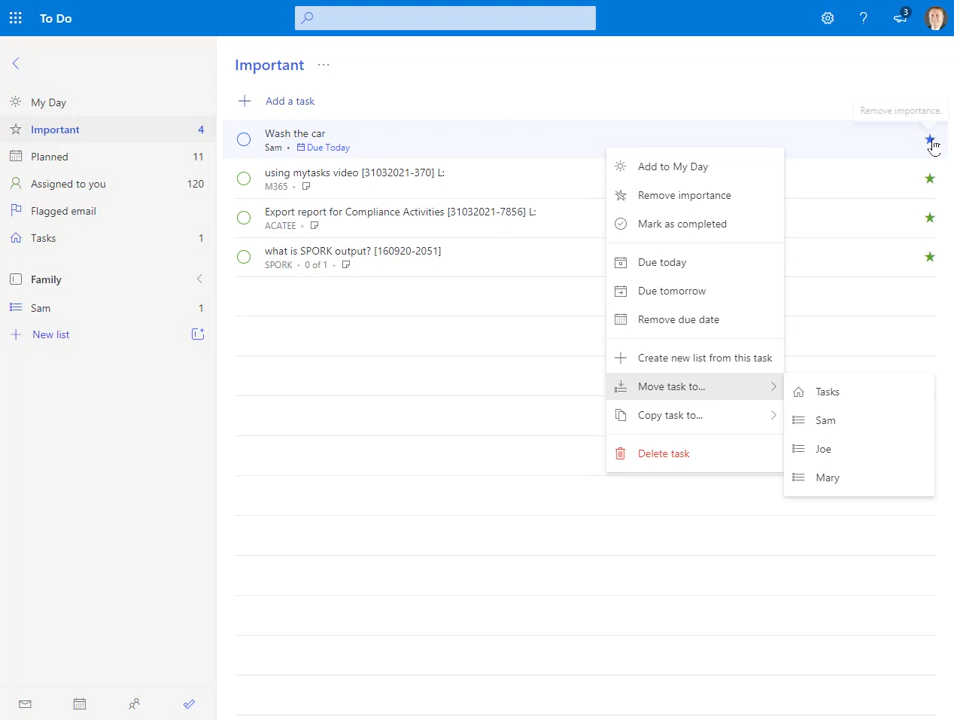 To Do
3
Important
My Day
Add a task
Remove importance.
Important 4
Planned 11
Assigned to you 120
Flagged email
Tasks 1
Family
Sam 1
New list
Wash the car
Sam • Due Today
using mytasks video [31032021-370] L:
M365 •
Export report for Compliance Activities [31032021-7856] L:
ACATEE •
what is SPORK output? [160920-2051]
SPORK • 0 of 1 •
Add to My Day
Remove importance
Mark as completed
Due today
Due tomorrow
Remove due date
Create new list from this task
Move task to...
Copy task to...
Delete task
Tasks
Sam
Joe
Mary